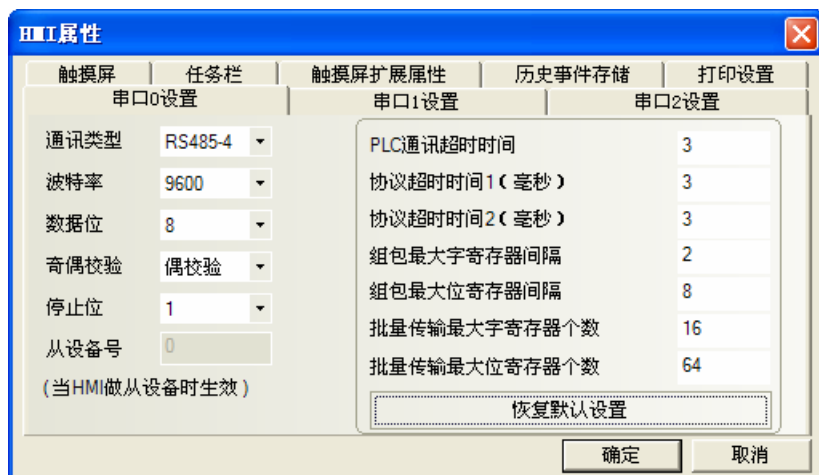 HMI属性
触摸屏 任务栏 触摸屏扩展属性 历史事件存储 打印设置
串口0设置 串口1设置 串口2设置
通讯类型 RS485-4
波特率 9600
数据位 8
奇偶校验 偶校验
停止位 1
从设备号 0
(当HMI做从设备时生效)
PLC通讯超时时间 3
协议超时时间1(毫秒) 3
协议超时时间2(毫秒) 3
组包最大字寄存器间隔 2
组包最大位寄存器间隔 8
批量传输最大字寄存器个数 16
批量传输最大位寄存器个数 64
恢复默认设置
确定 取消